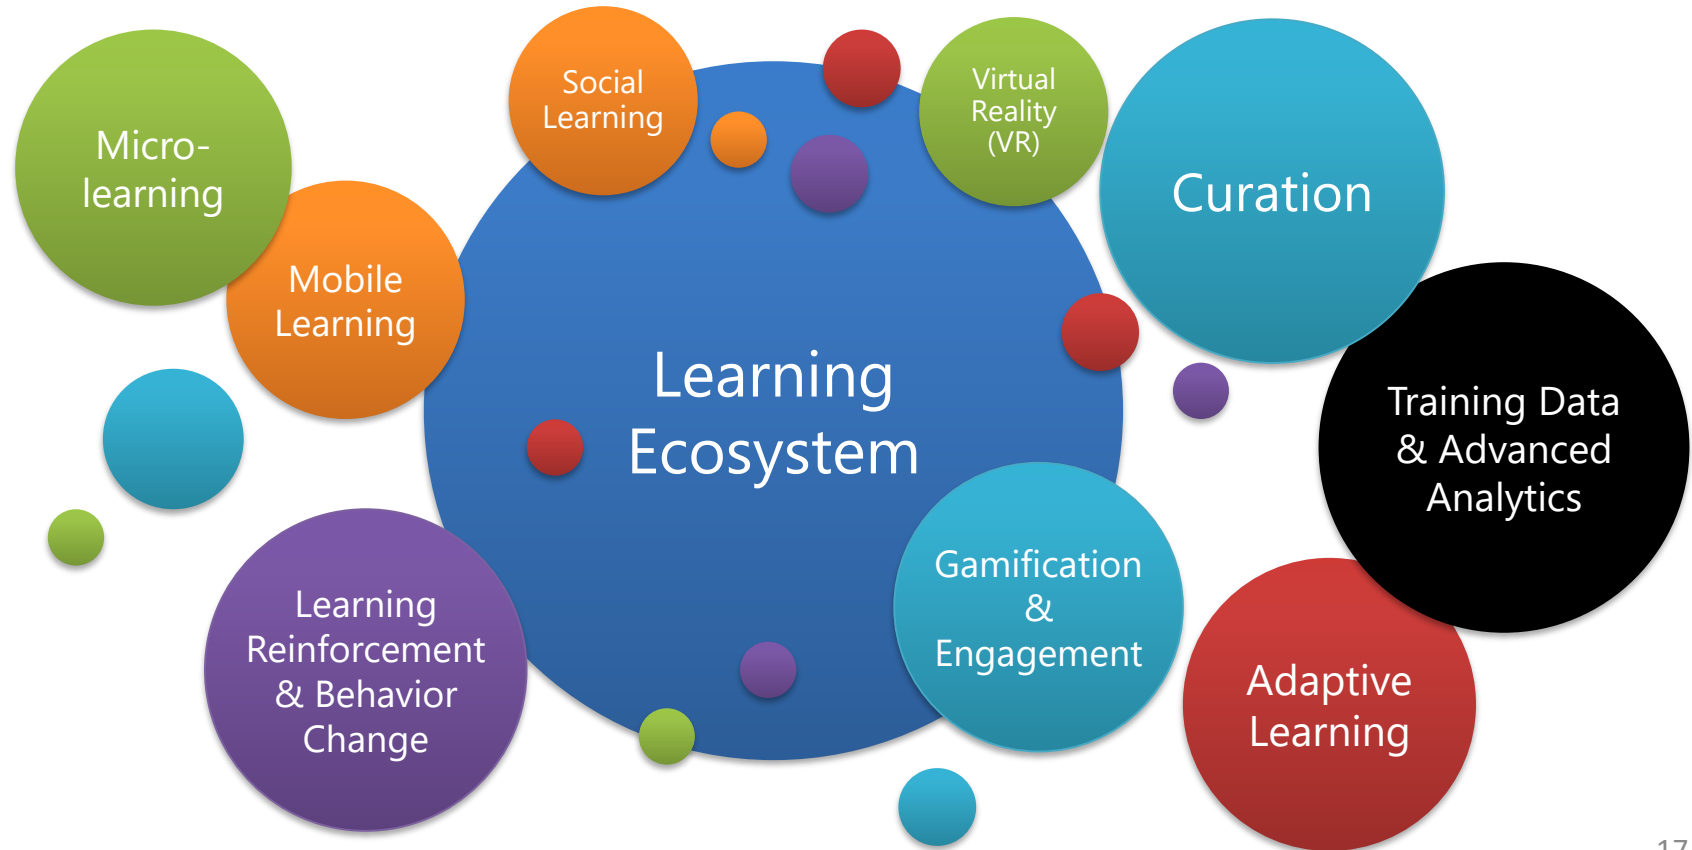 Micro-
learning
Social
Learning
Virtual
Reality
(VR)
Curation
Mobile
Learning
Learning
Ecosystem
Training Data
& Advanced
Analytics
Learning
Reinforcement
& Behavior
Change
Gamification
&
Engagement
Adaptive
Learning
17